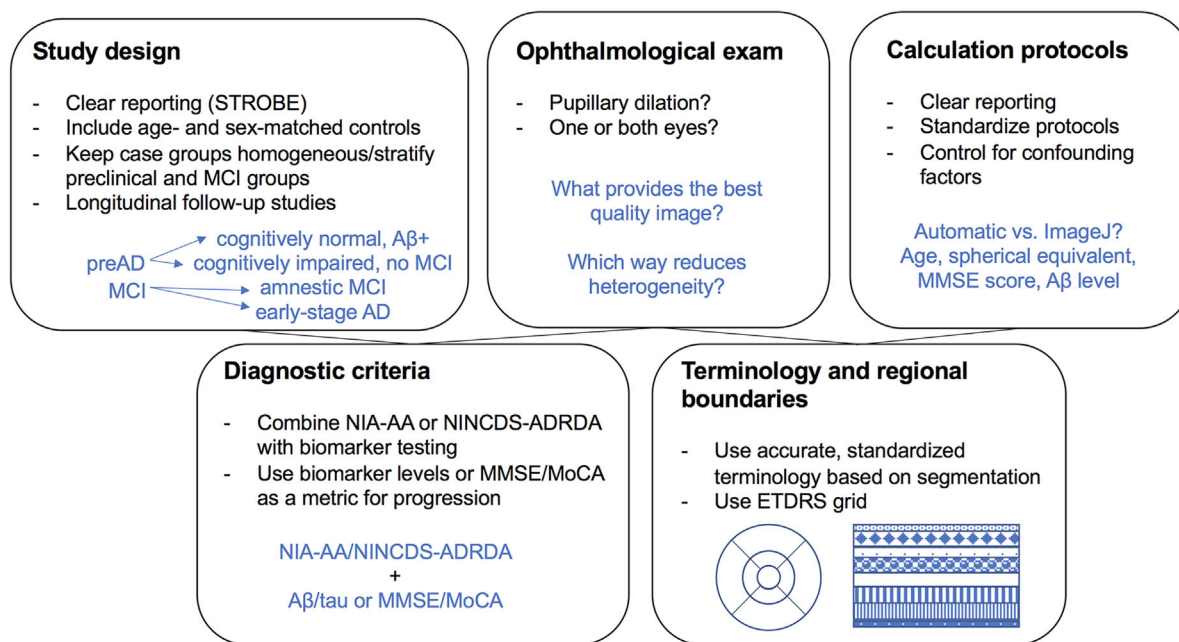 Study design
- Clear reporting (STROBE)
- Include age- and sex-matched controls
- Keep case groups homogeneous/stratify
preclinical and MCI groups
- Longitudinal follow-up studies
preAD
cognitively normal, Aβ+
cognitively impaired, no MCI
MCI
amnestic MCI
early-stage AD
Ophthalmological exam
- Pupillary dilation?
- One or both eyes?
What provides the best
quality image?
Which way reduces
heterogeneity?
Calculation protocols
- Clear reporting
- Standardize protocols
- Control for confounding
factors
Automatic vs. ImageJ?
Age, spherical equivalent,
MMSE score, Aβ level
Diagnostic criteria
- Combine NIA-AA or NINCDS-ADRDA
with biomarker testing
- Use biomarker levels or MMSE/MoCA
as a metric for progression
NIA-AA/NINCDS-ADRDA
+
Aβ/tau or MMSE/MoCA
Terminology and regional
boundaries
- Use accurate, standardized
terminology based on segmentation
- Use ETDRS grid